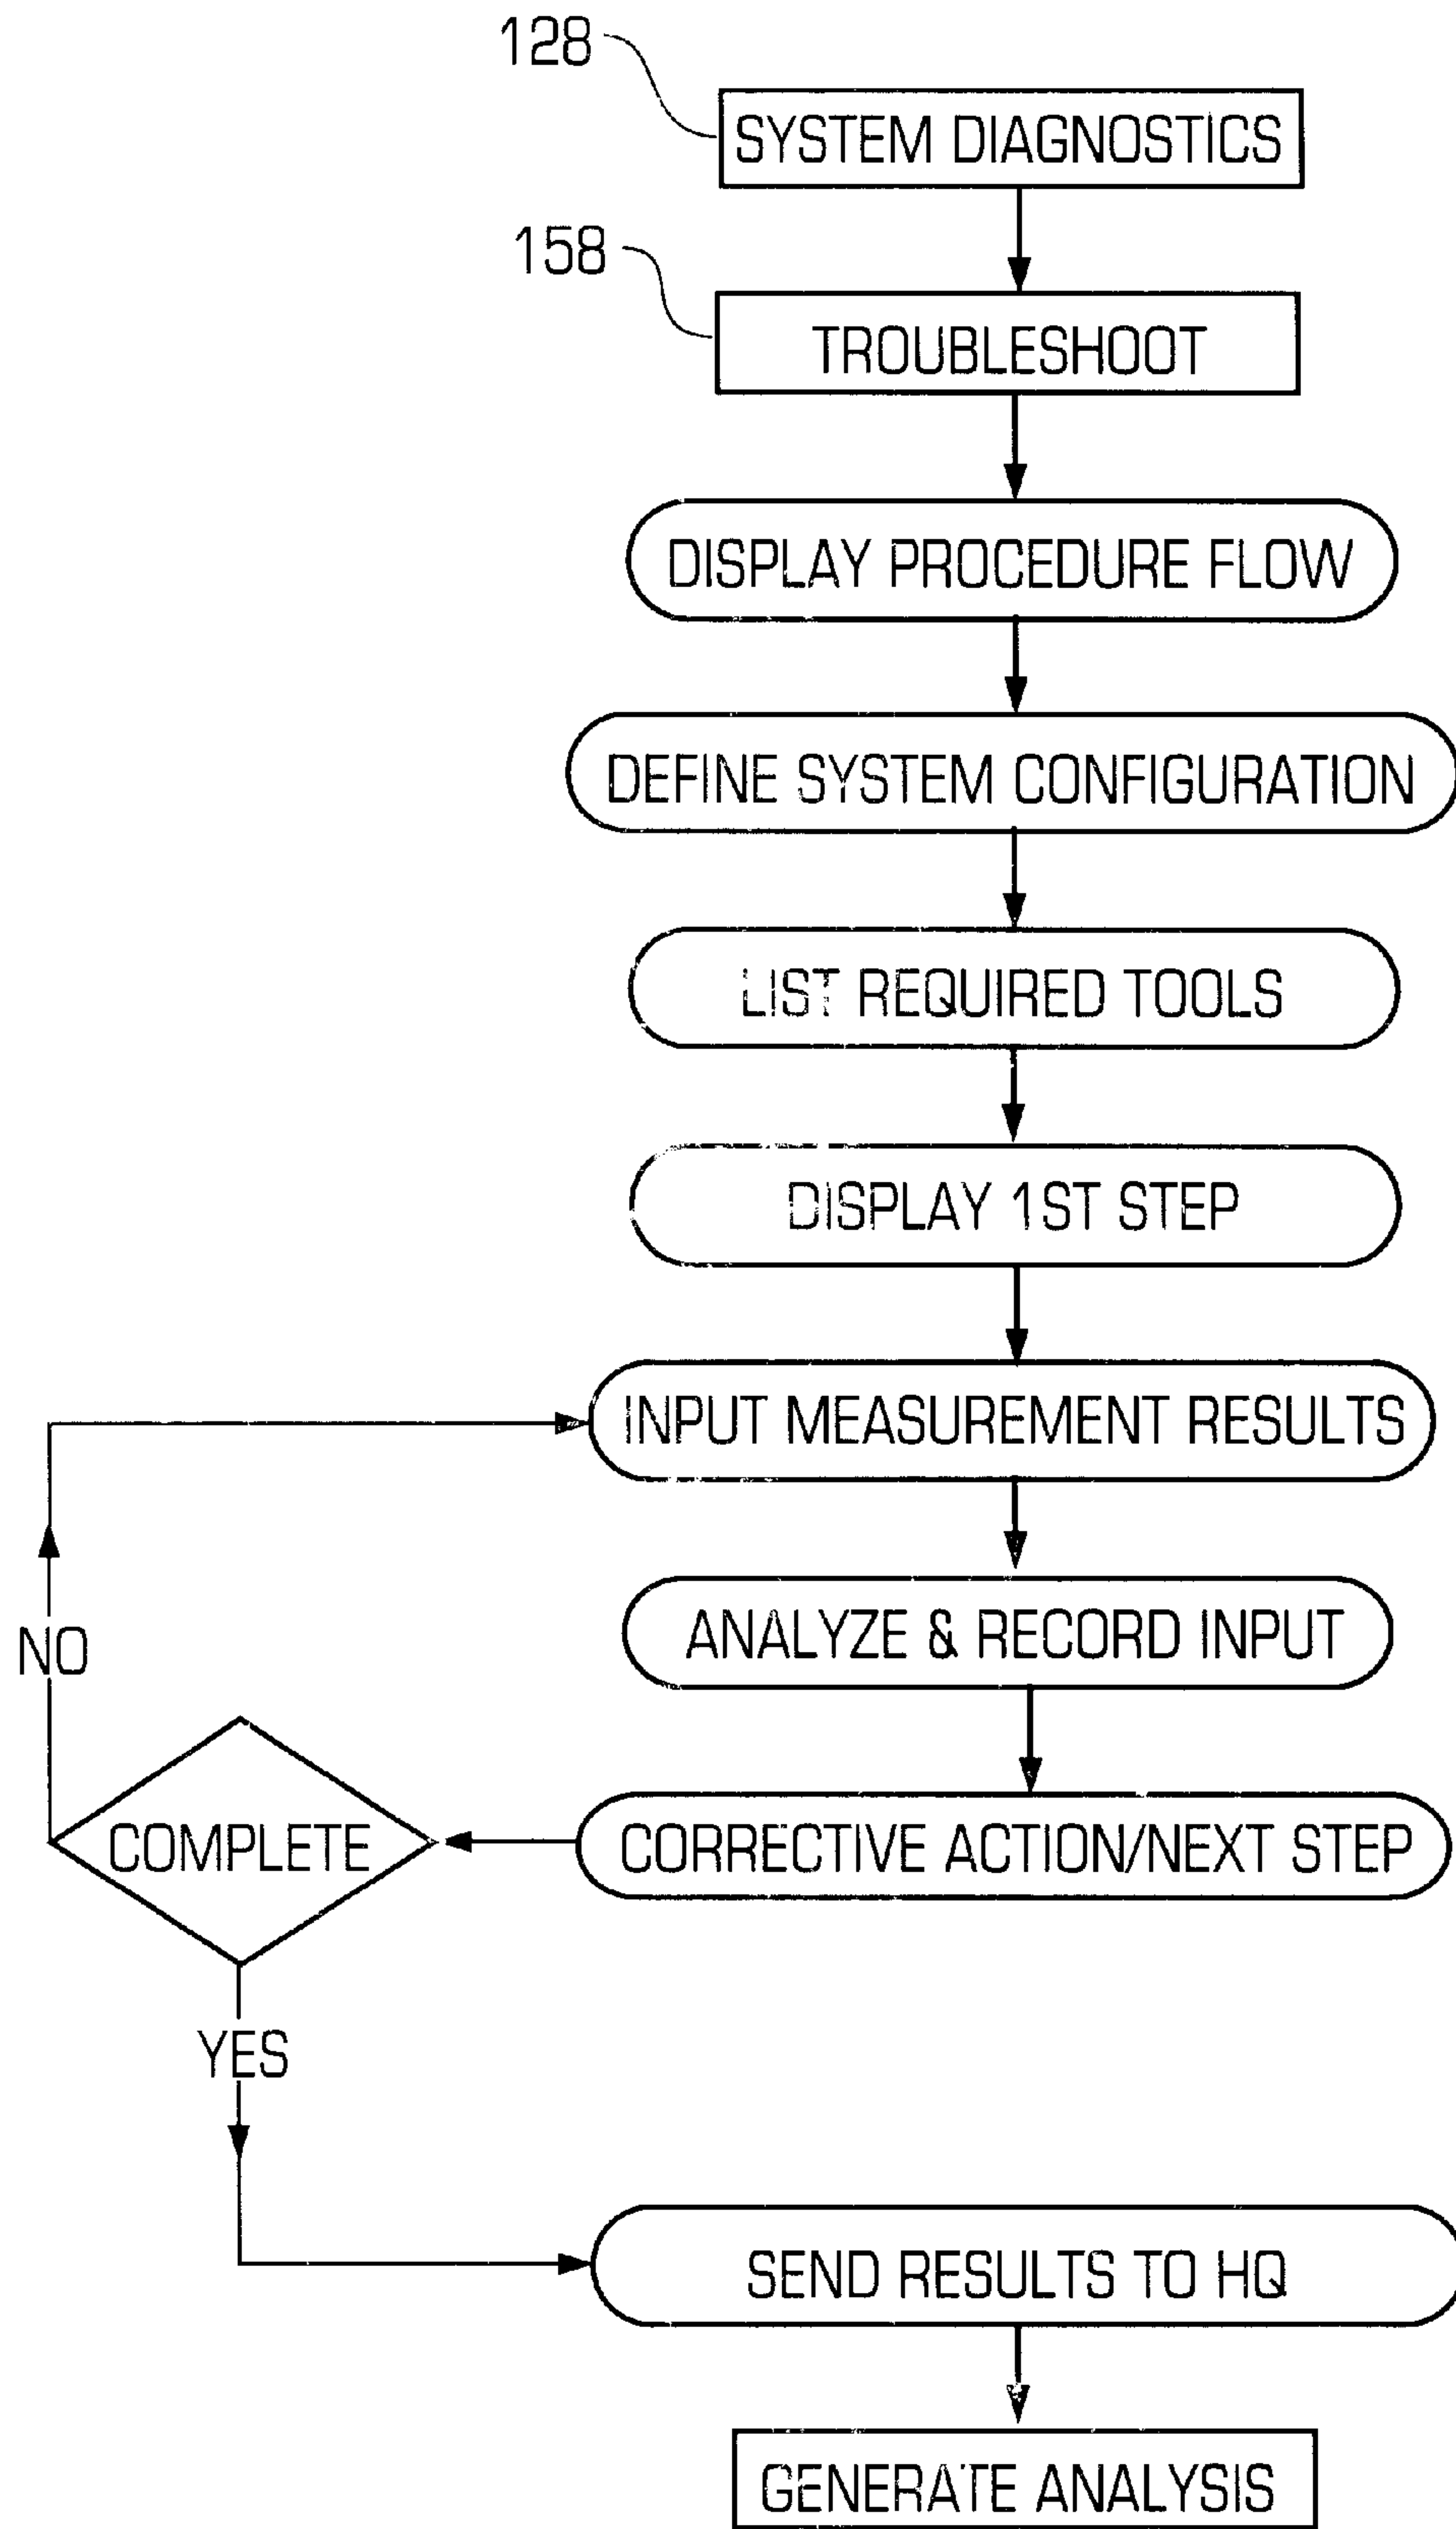 128
SYSTEM DIAGNOSTICS
158
TROUBLESHOOT
DISPLAY PROCEDURE FLOW
DEFINE SYSTEM CONFIGURATION
LIST REQUIRED TOOLS
DISPLAY 1ST STEP
INPUT MEASUREMENT RESULTS
ANALYZE & RECORD INPUT
NO
COMPLETE
CORRECTIVE ACTION/NEXT STEP
YES
SEND RESULTS TO HQ
GENERATE ANALYSIS